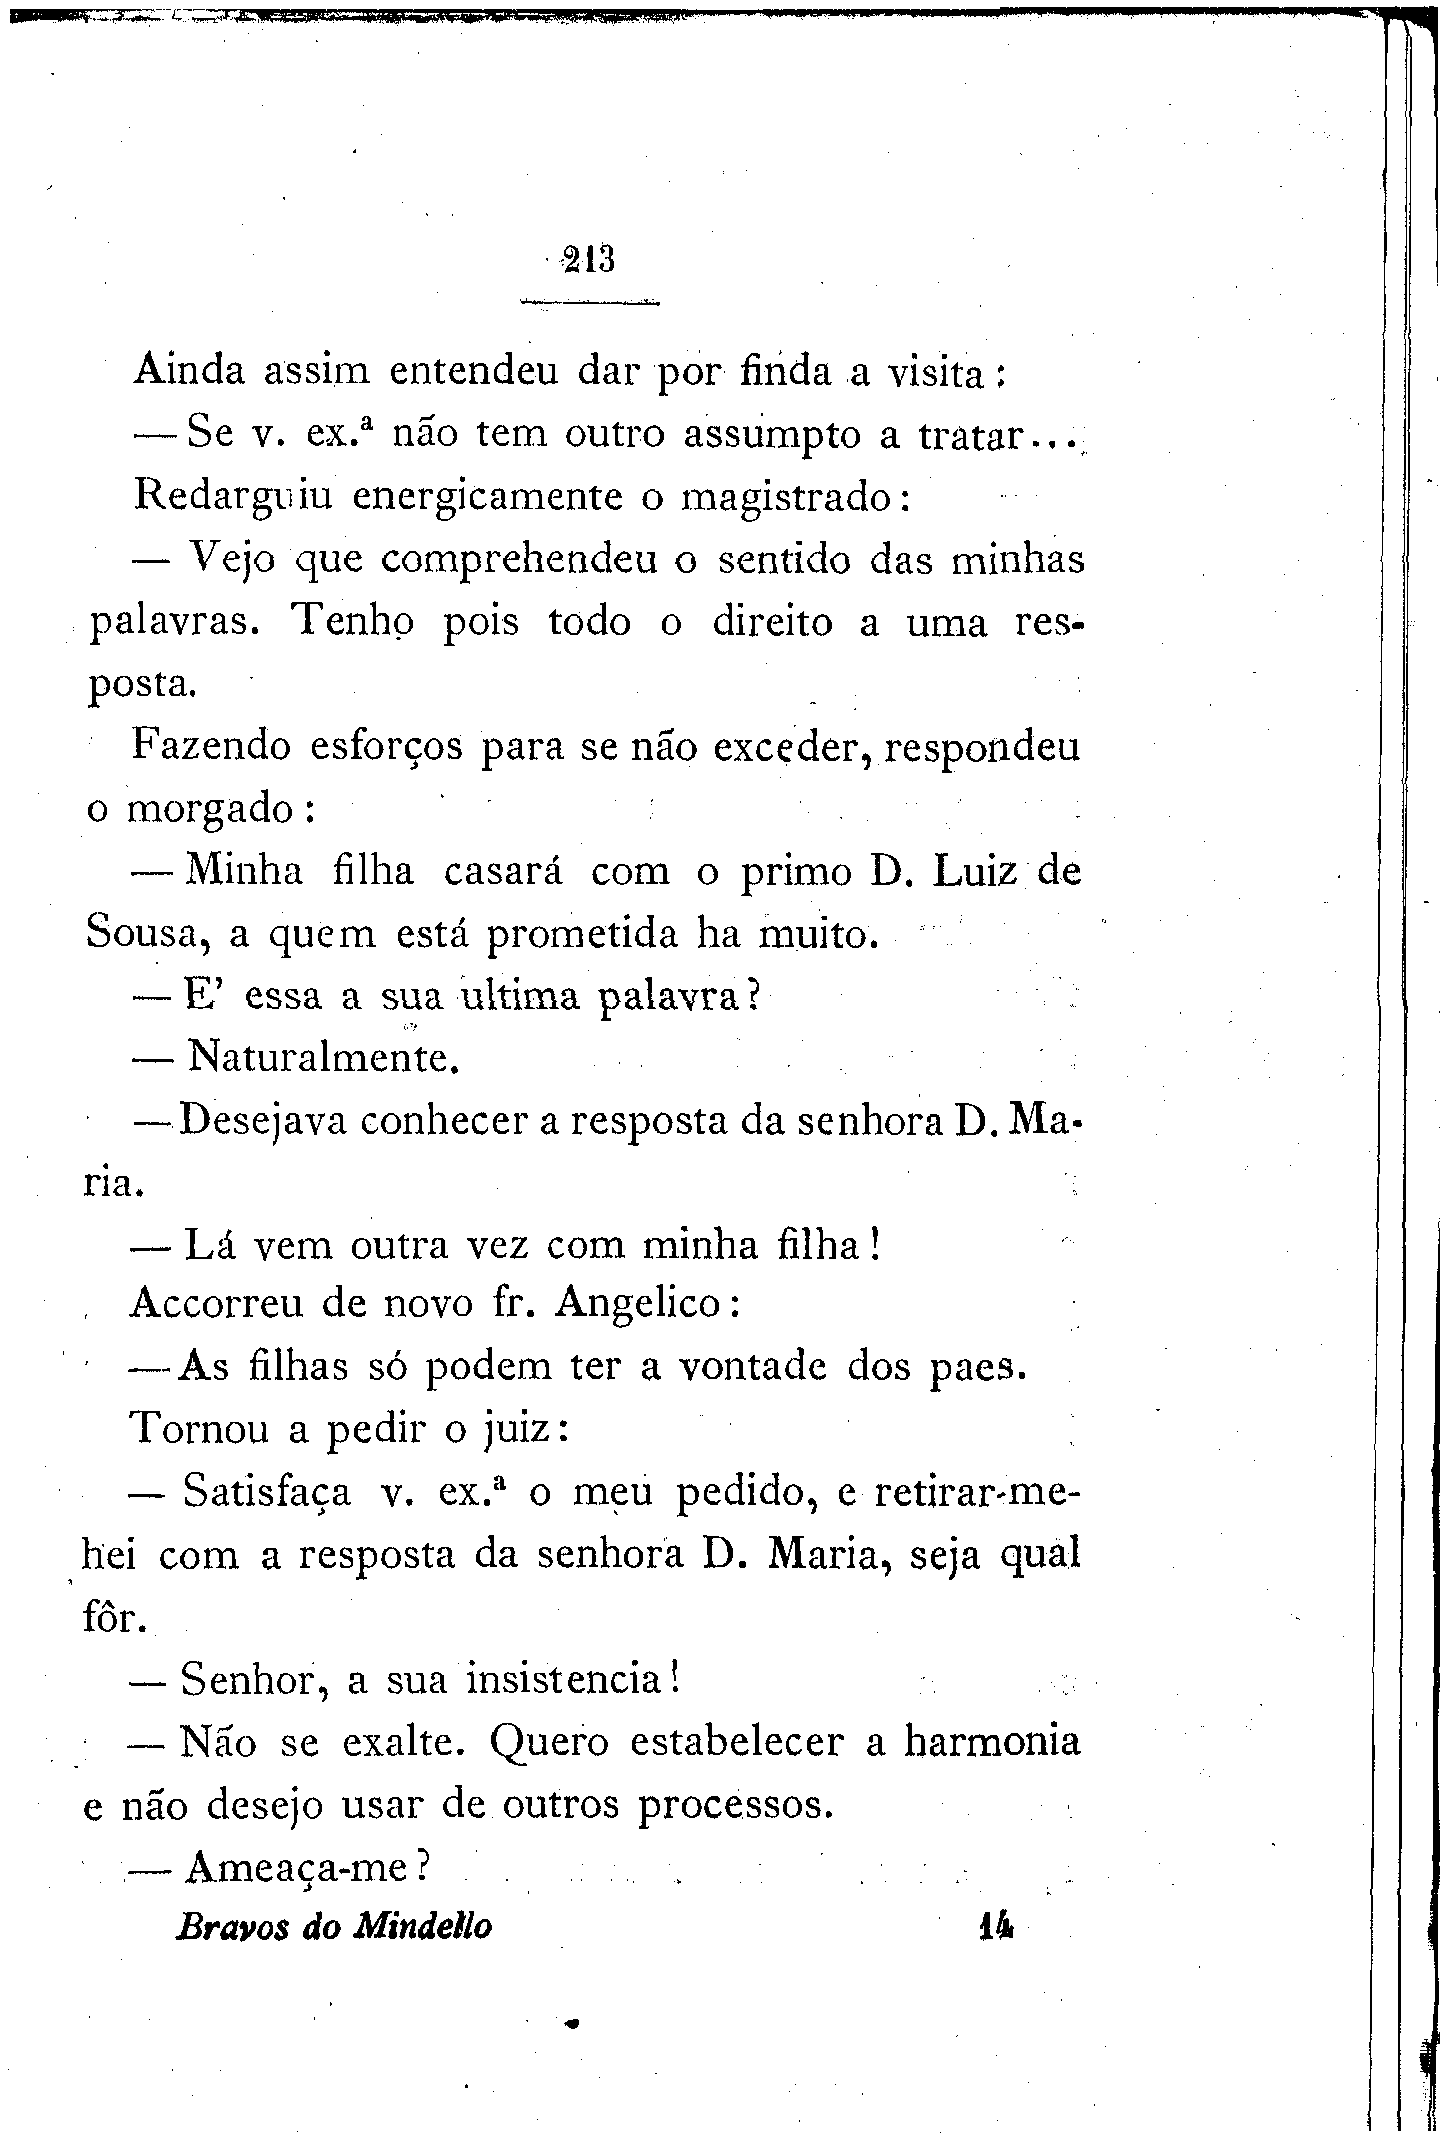 213
Ainda assim entendeu dar por finda a visita :
— Se v. ex.ª não tem outro assumpto a tratar...
Redarguiu energicamente o magistrado :
— Vejo que comprehendeu o sentido das minhas
palavras. Tenho pois todo o direito a uma res-
posta.
Fazendo esforços para se não exceder, respondeu
o morgado :
— Minha filha casará com o primo D. Luiz de
Sousa, a quem está prometida ha muito.
— E' essa a sua ultima palavra ?
— Naturalmente.
— Desejava conhecer a resposta da senhora D. Ma-
ria.
— Lá vem outra vez com minha filha !
Accorreu de novo fr. Angelico :
— As filhas só podem ter a vontade dos paes.
Tornou a pedir o juiz :
— Satisfaça v. ex.ª o meu pedido, e retirar-me-
hei com a resposta da senhora D. Maria, seja qual
fôr.
— Senhor, a sua insistencia !
— Não se exalte. Quero estabelecer a harmonia
e não desejo usar de outros processos.
— Ameaça-me ?
Bravos do Mindello 14